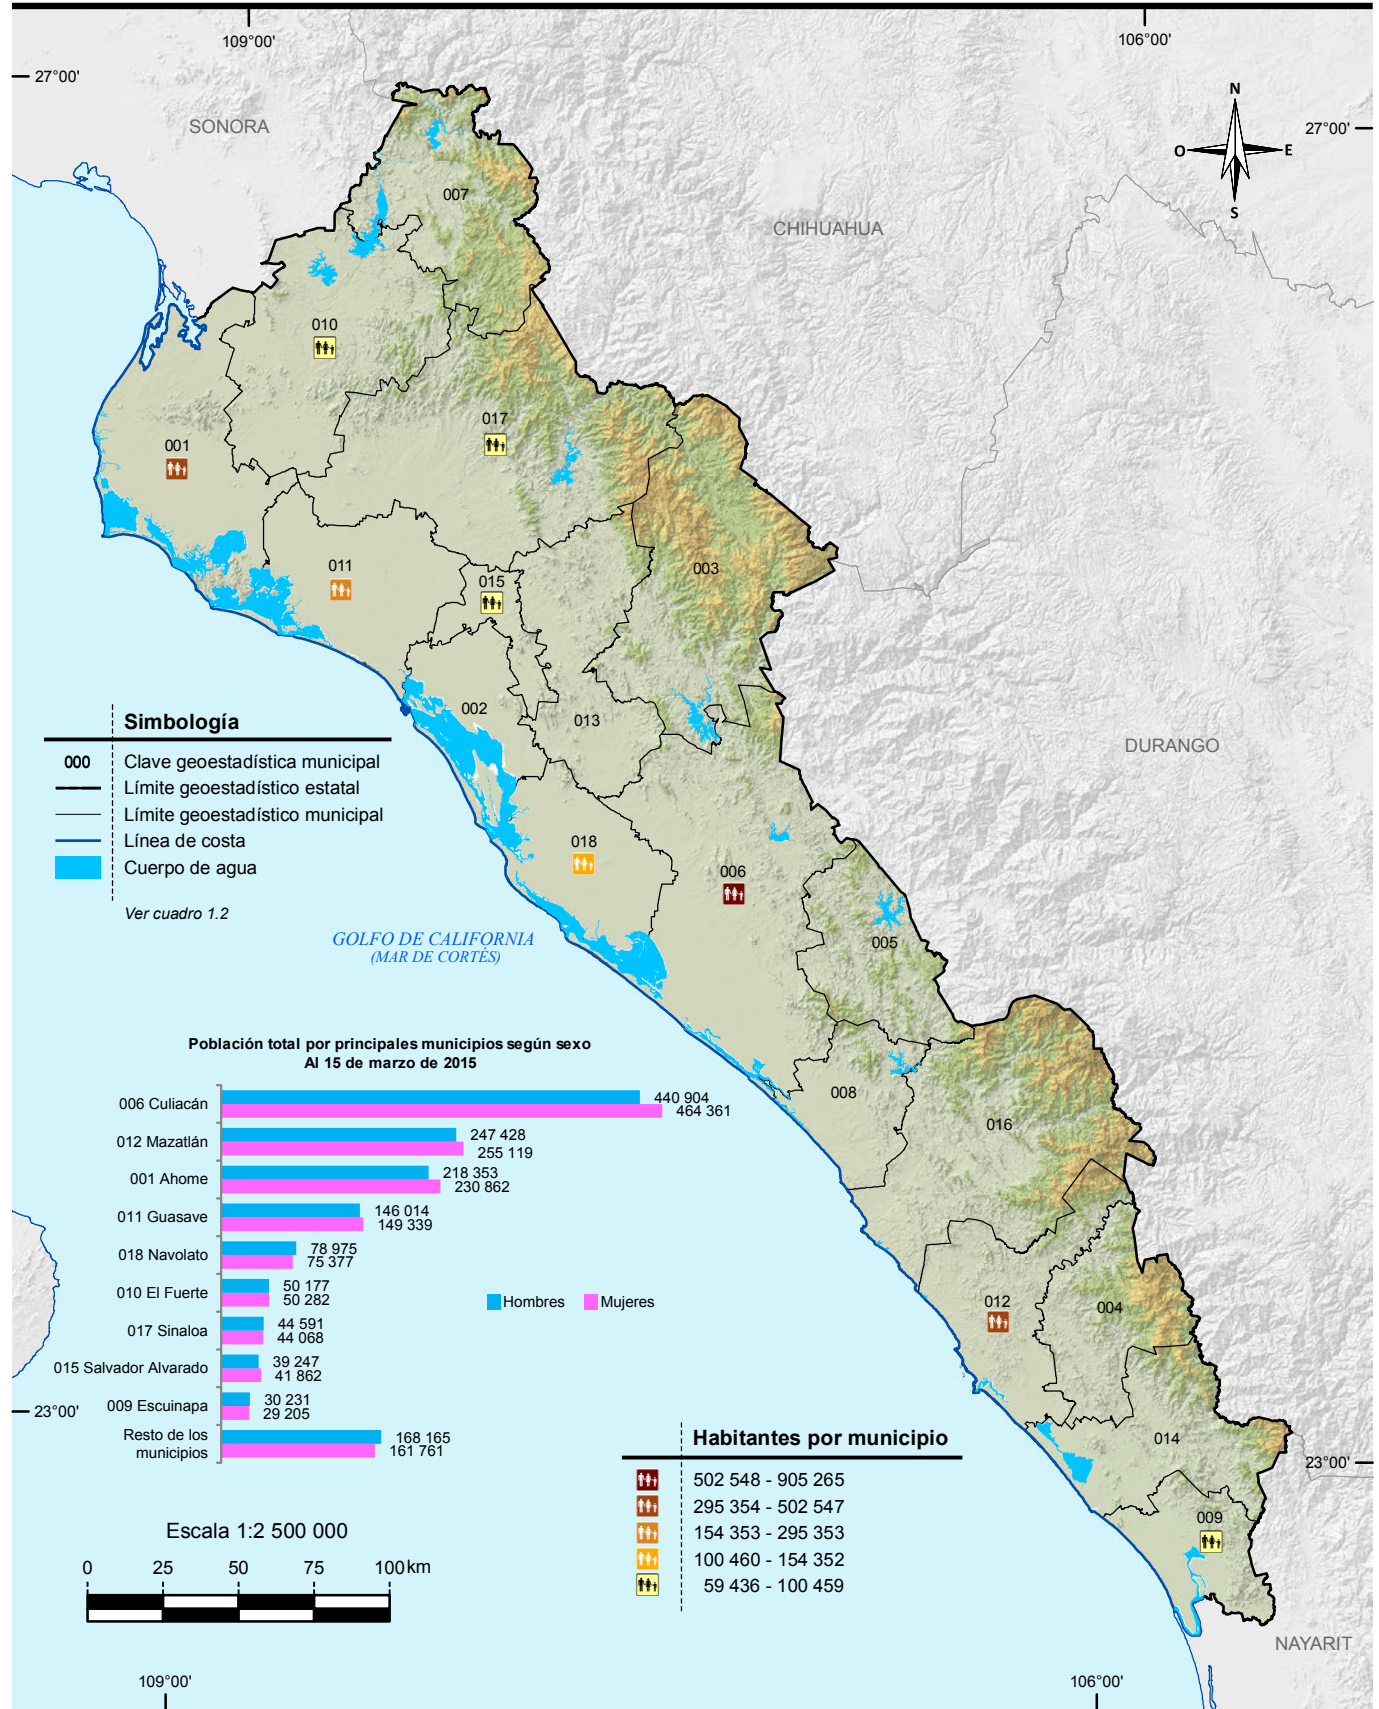 109°00'
106°00'
27°00'
27°00'
SONORA
N
O
E
S
CHIHUAHUA
007
010
017
001
011
015
003
002
013
DURANGO
018
006
005
008
016
012
004
014
009
NAYARIT
GOLFO DE CALIFORNIA
(MAR DE CORTÉS)
Simbología
000 Clave geoestadística municipal
Límite geoestadístico estatal
Límite geoestadístico municipal
Línea de costa
Cuerpo de agua
Ver cuadro 1.2
Población total por principales municipios según sexo
Al 15 de marzo de 2015
006 Culiacán
440 904
464 361
012 Mazatlán
247 428
255 119
001 Ahome
218 353
230 862
011 Guasave
146 014
149 339
018 Navolato
78 975
75 377
010 El Fuerte
50 177
50 282
017 Sinaloa
44 591
44 068
015 Salvador Alvarado
39 247
41 862
009 Escuinapa
30 231
29 205
Resto de los
municipios
168 165
161 761
Hombres
Mujeres
Habitantes por municipio
502 548 - 905 265
295 354 - 502 547
154 353 - 295 353
100 460 - 154 352
59 436 - 100 459
23°00'
23°00'
Escala 1:2 500 000
0 25 50 75 100 km
109°00'
106°00'